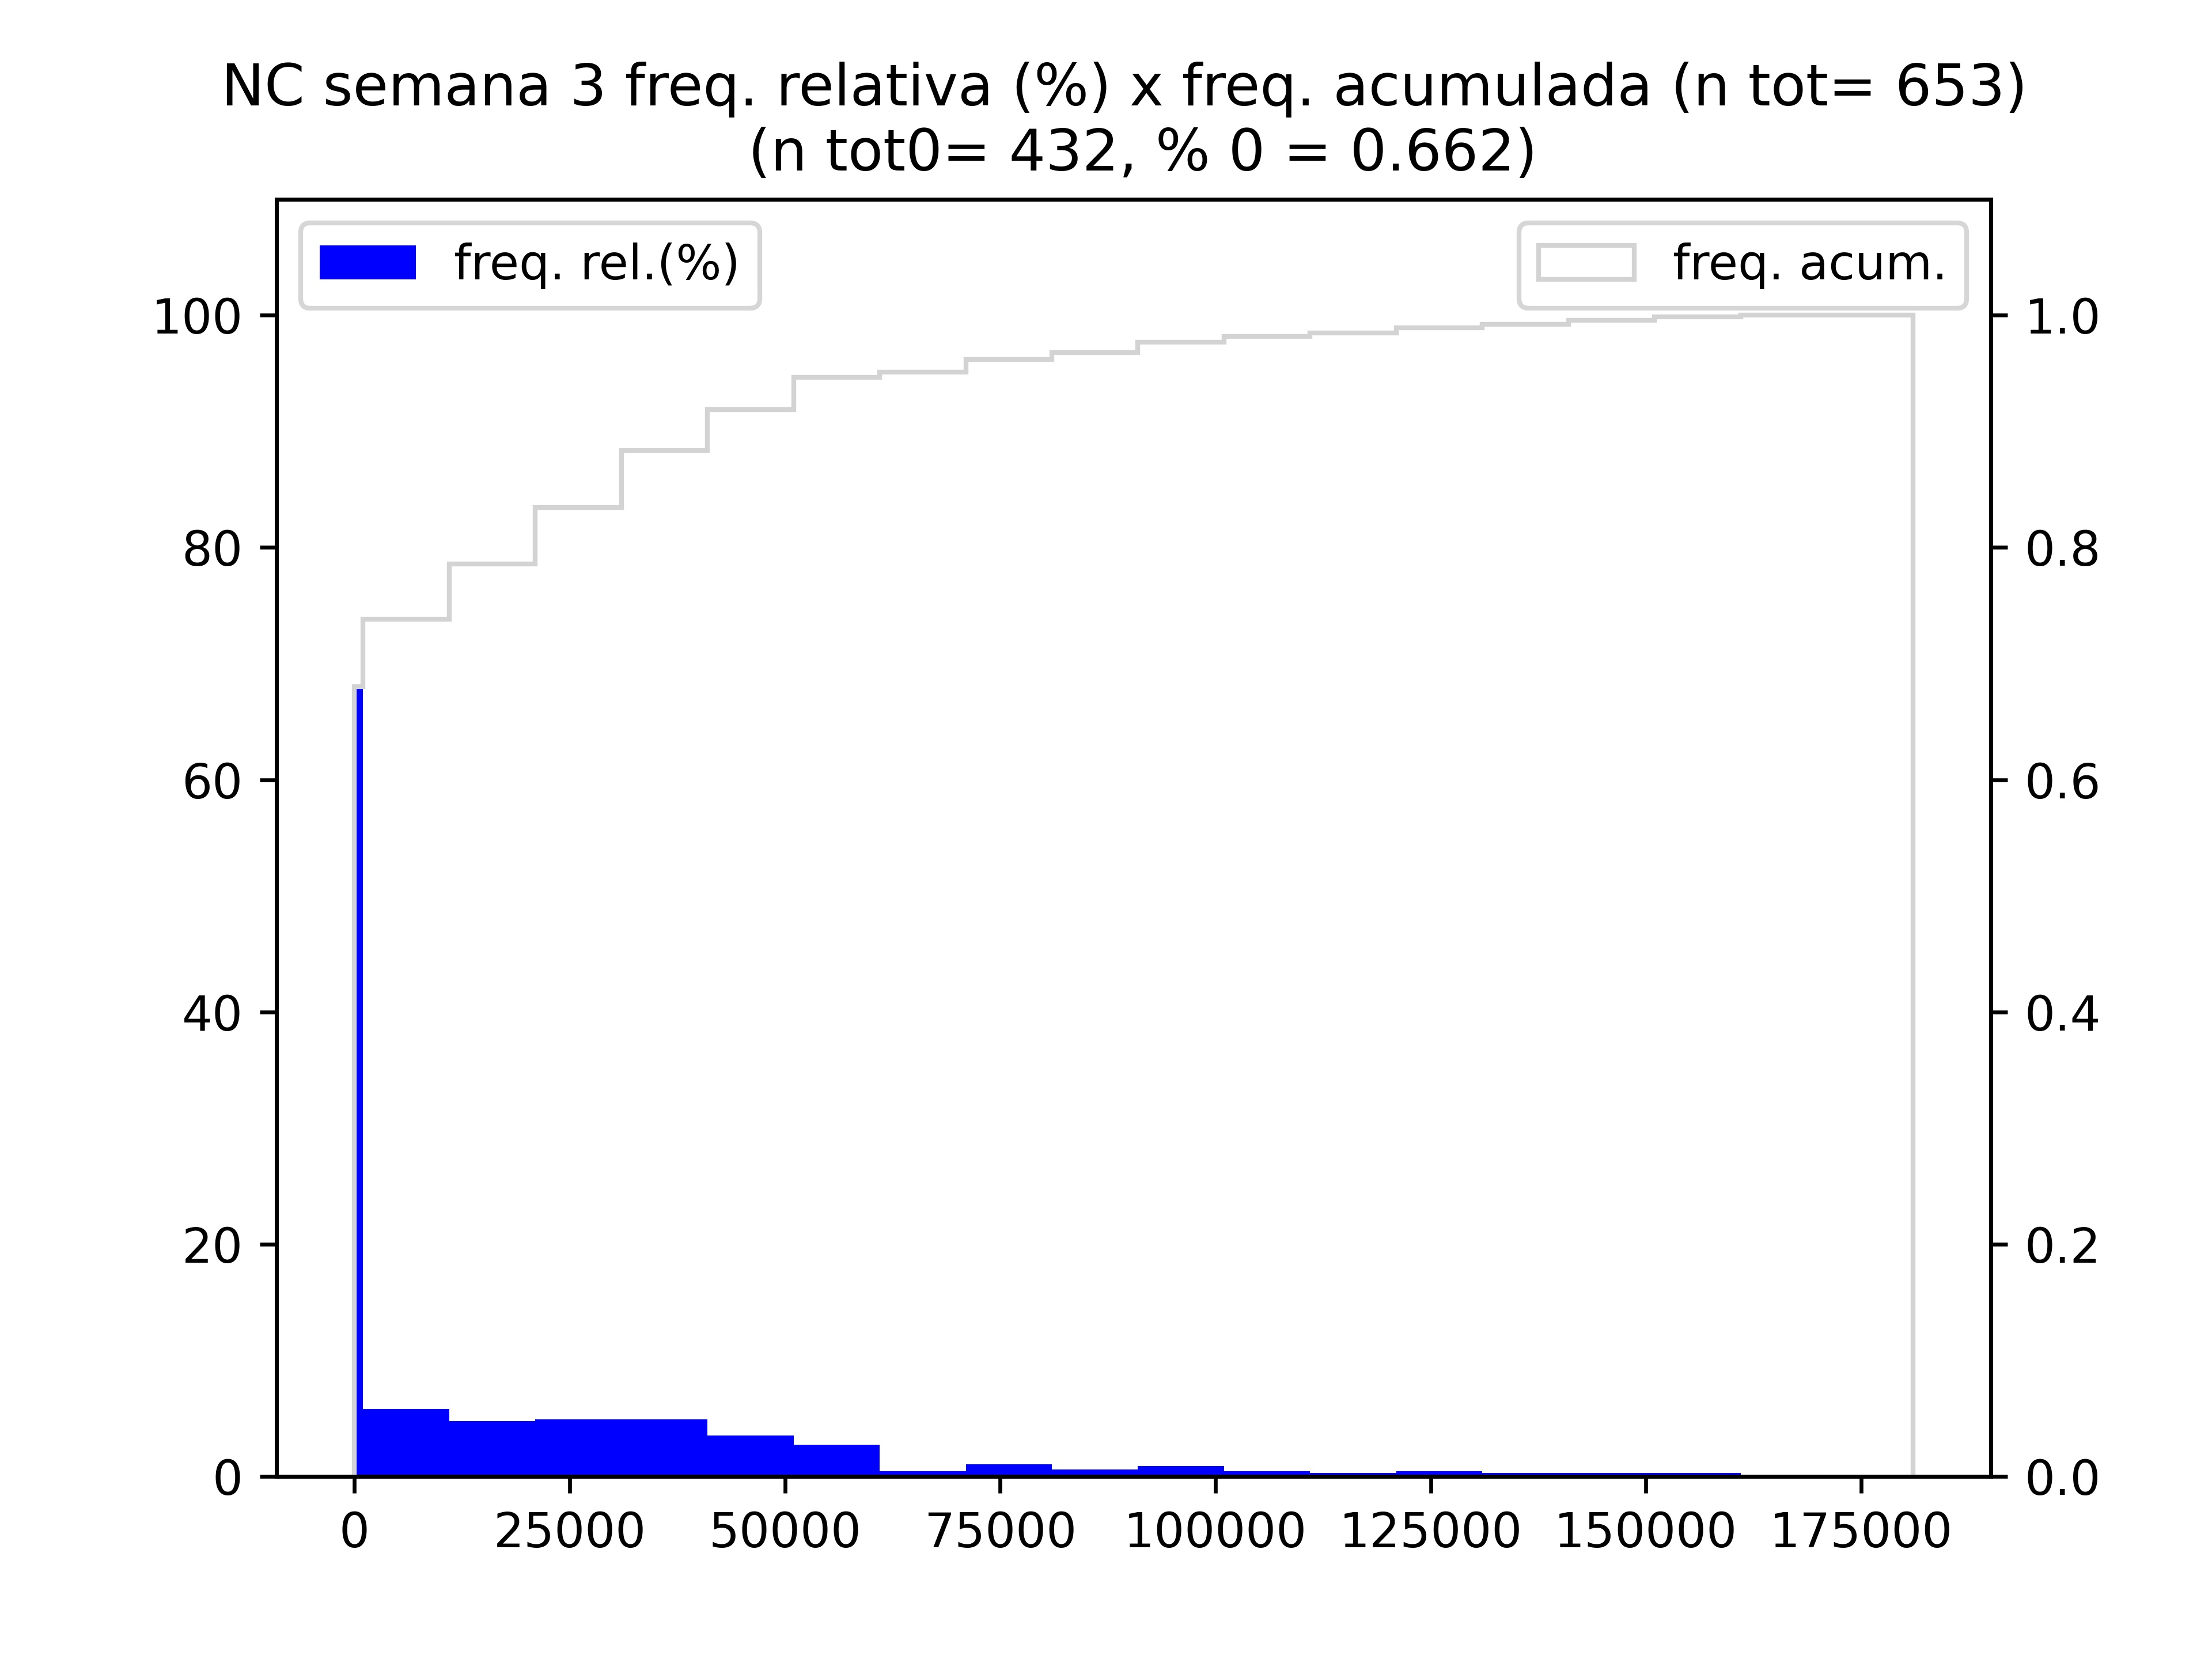 NC semana 3 freq. relativa (%) x freq. acumulada (n tot= 653)
(n tot0= 432, % 0 = 0.662)
freq. rel.(%)
freq. acum.
100
80
60
40
20
0
1.0
0.8
0.6
0.4
0.2
0.0
0 25000 50000 75000 100000 125000 150000 175000